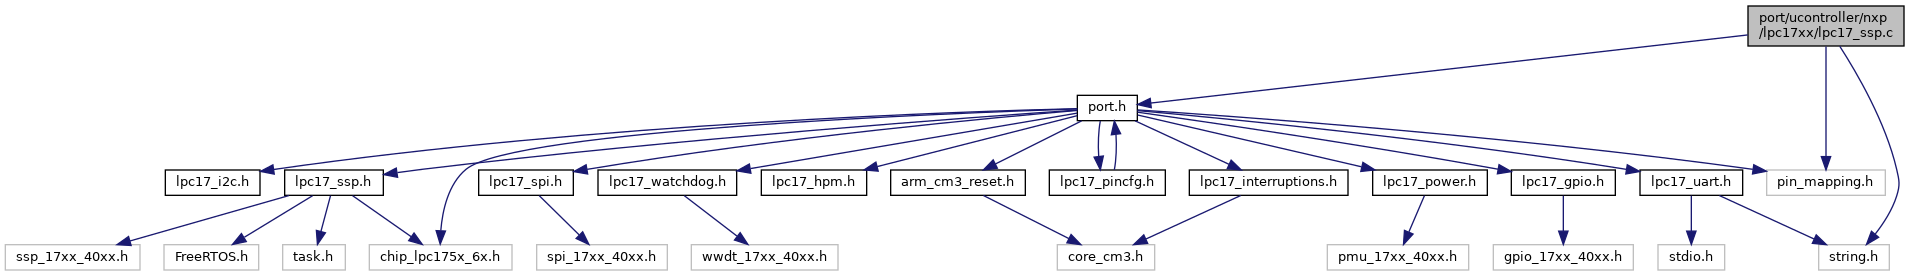 port/ucontroller/nxp
/lpc17xx/lpc17_ssp.c
port.h
lpc17_i2c.h
lpc17_ssp.h
lpc17_spi.h
lpc17_watchdog.h
lpc17_hpm.h
arm_cm3_reset.h
lpc17_pincfg.h
lpc17_interruptions.h
lpc17_power.h
lpc17_gpio.h
lpc17_uart.h
pin_mapping.h
ssp_17xx_40xx.h
FreeRTOS.h
task.h
chip_lpc175x_6x.h
spi_17xx_40xx.h
wwdt_17xx_40xx.h
core_cm3.h
pmu_17xx_40xx.h
gpio_17xx_40xx.h
stdio.h
string.h